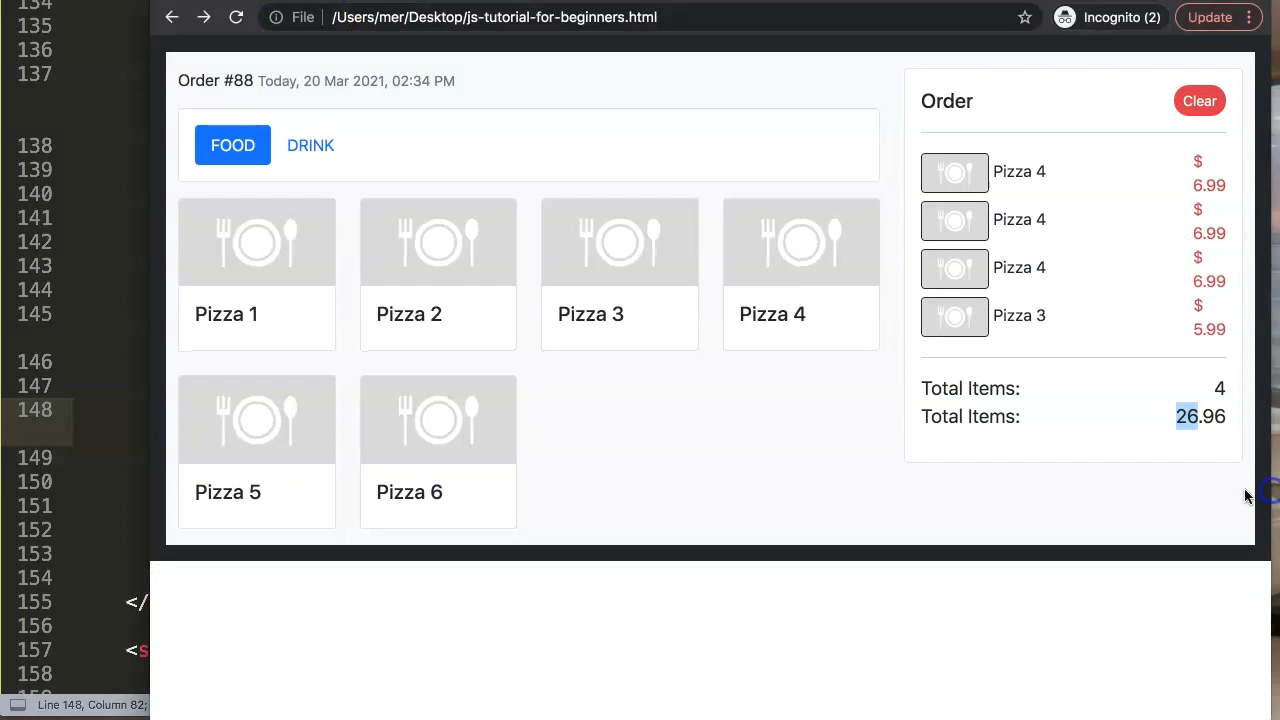 134
135
136
137
138
139
140
141
142
143
144
145
146
147
148
149
150
151
152
153
154
155 </
156
157 <s
158
Line 148, Column 82;
File /Users/mer/Desktop/js-tutorial-for-beginners.html Incognito (2) Update
Order #88 Today, 20 Mar 2021, 02:34 PM
FOOD DRINK
Pizza 1 Pizza 2 Pizza 3 Pizza 4
Pizza 5 Pizza 6
Order Clear
Pizza 4 $
6.99
Pizza 4 $
6.99
Pizza 4 $
6.99
Pizza 3 $
5.99
Total Items: 4
Total Items: 26.96